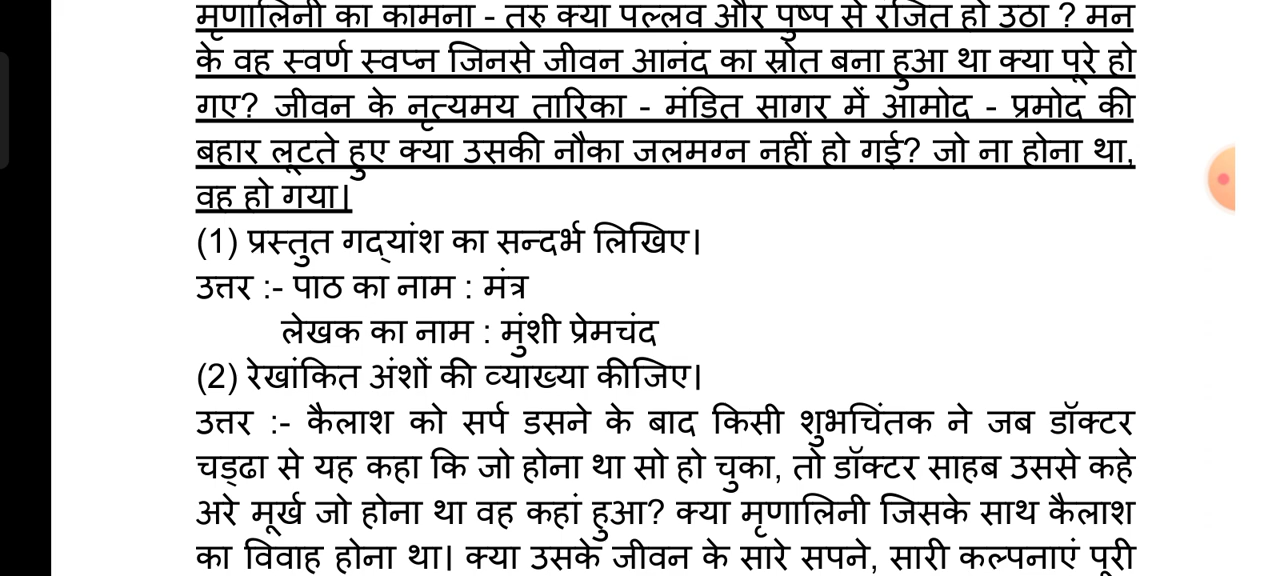 मृणालिनी का कामना - तरु क्या पल्लव और पुष्प से रंजित हो उठा ? मन
के वह स्वर्ण स्वप्न जिनसे जीवन आनंद का स्रोत बना हुआ था क्या पूरे हो
गए? जीवन के नृत्यमय तारिका - मंडित सागर में आमोद - प्रमोद की
बहार लूटते हुए क्या उसकी नौका जलमग्न नहीं हो गई? जो ना होना था,
वह हो गया।
(1) प्रस्तुत गद्यांश का सन्दर्भ लिखिए।
उत्तर :- पाठ का नाम : मंत्र
लेखक का नाम : मुंशी प्रेमचंद
(2) रेखांकित अंशों की व्याख्या कीजिए।
उत्तर :- कैलाश को सर्प डसने के बाद किसी शुभचिंतक ने जब डॉक्टर
चड्ढा से यह कहा कि जो होना था सो हो चुका, तो डॉक्टर साहब उससे कहे
अरे मूर्ख जो होना था वह कहां हुआ? क्या मृणालिनी जिसके साथ कैलाश
का विवाह होना था। क्या उसके जीवन के सारे सपने, सारी कल्पनाएं पूरी